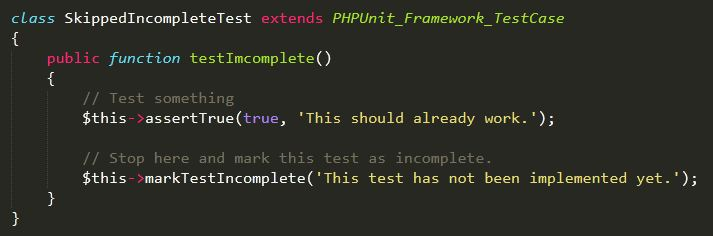 class SkippedIncompleteTest extends PHPUnit_Framework_TestCase
{
    public function testImcomplete()
    {
        // Test something
        $this->assertTrue(true, 'This should already work.');

        // Stop here and mark this test as incomplete.
        $this->markTestIncomplete('This test has not been implemented yet.');
    }
}